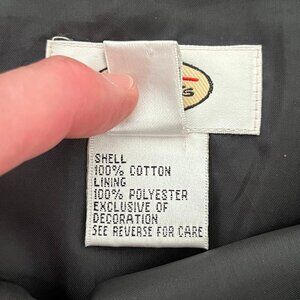 SHELL
100% COTTON
LINING
100% POLYESTER
EXCLUSIVE OF
DECORATION
SEE REVERSE FOR CARE